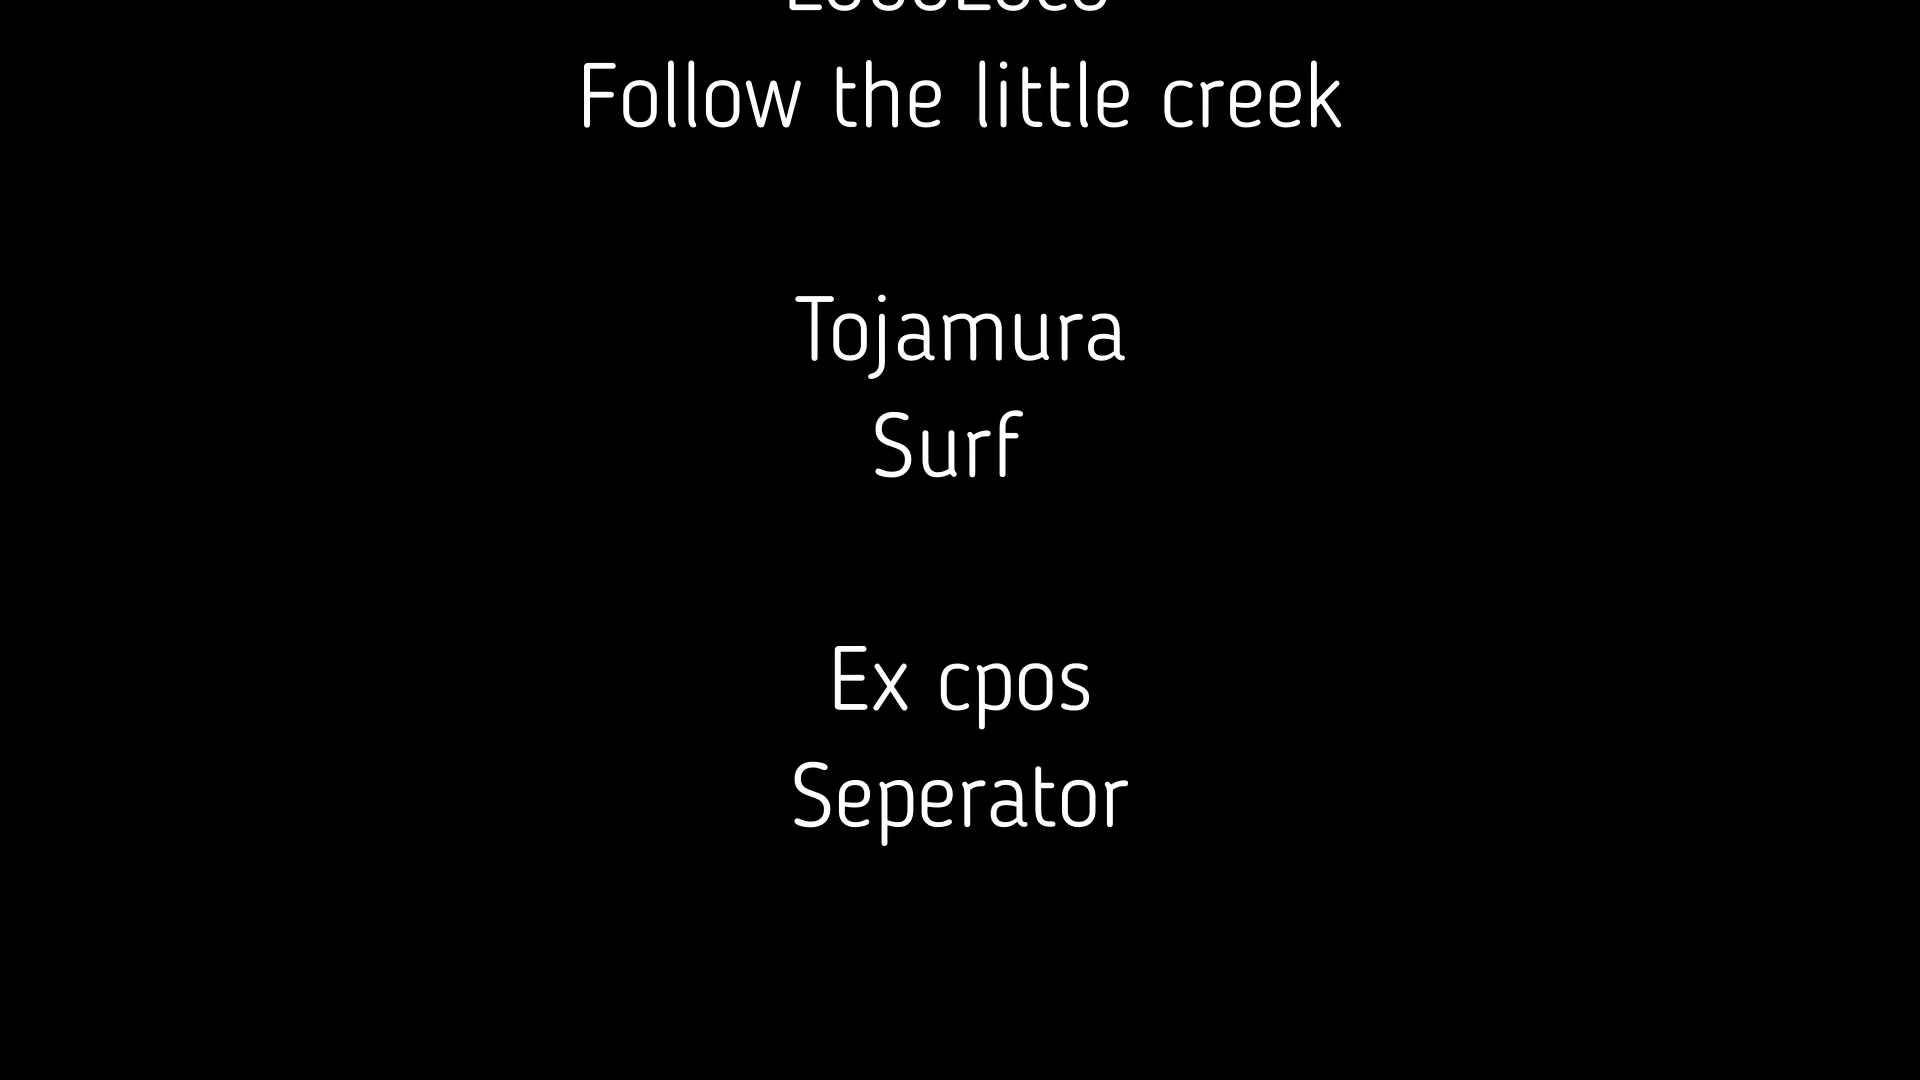 Follow the little creek
Tojamura
Surf
Ex cpos
Seperator